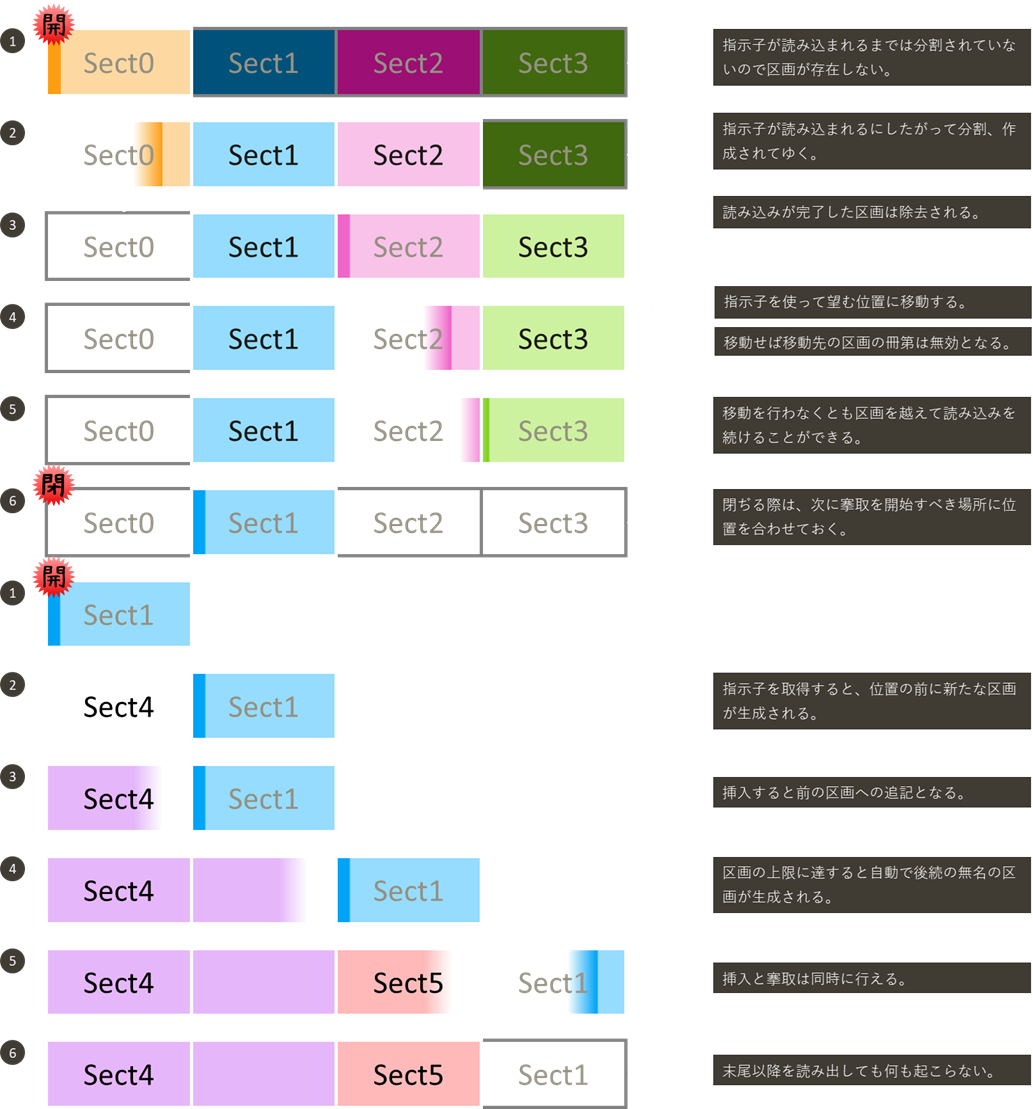 開
1
Sect0 Sect1 Sect2 Sect3
指示子が読み込まれるまでは分割されていな
いので区画が存在しない。
2
Sect0 Sect1 Sect2 Sect3
指示子が読み込まれるにしたがって分割、作
成されてゆく。
3
Sect0 Sect1 Sect2 Sect3
読み込みが完了した区画は除去される。
4
Sect0 Sect1 Sect2 Sect3
指示子を使って望む位置に移動する。
移動せば移動先の区画の冊第は無効となる。
5
Sect0 Sect1 Sect2 Sect3
移動を行わなくとも区画を越えて読み込みを
続けることができる。
閉
6
Sect0 Sect1 Sect2 Sect3
閉ぢる際は、次に搴取を開始すべき場所に位
置を合わせておく。
開
1
Sect1
2
Sect4 Sect1
指示子を取得すると、位置の前に新たな区画
が生成される。
3
Sect4 Sect1
挿入すると前の区画への追記となる。
4
Sect4 Sect1
区画の上限に達すると自動で後続の無名の区
画が生成される。
5
Sect4 Sect5 Sect1
挿入と搴取は同時に行える。
6
Sect4 Sect5 Sect1
末尾以降を読み出しても何も起こらない。